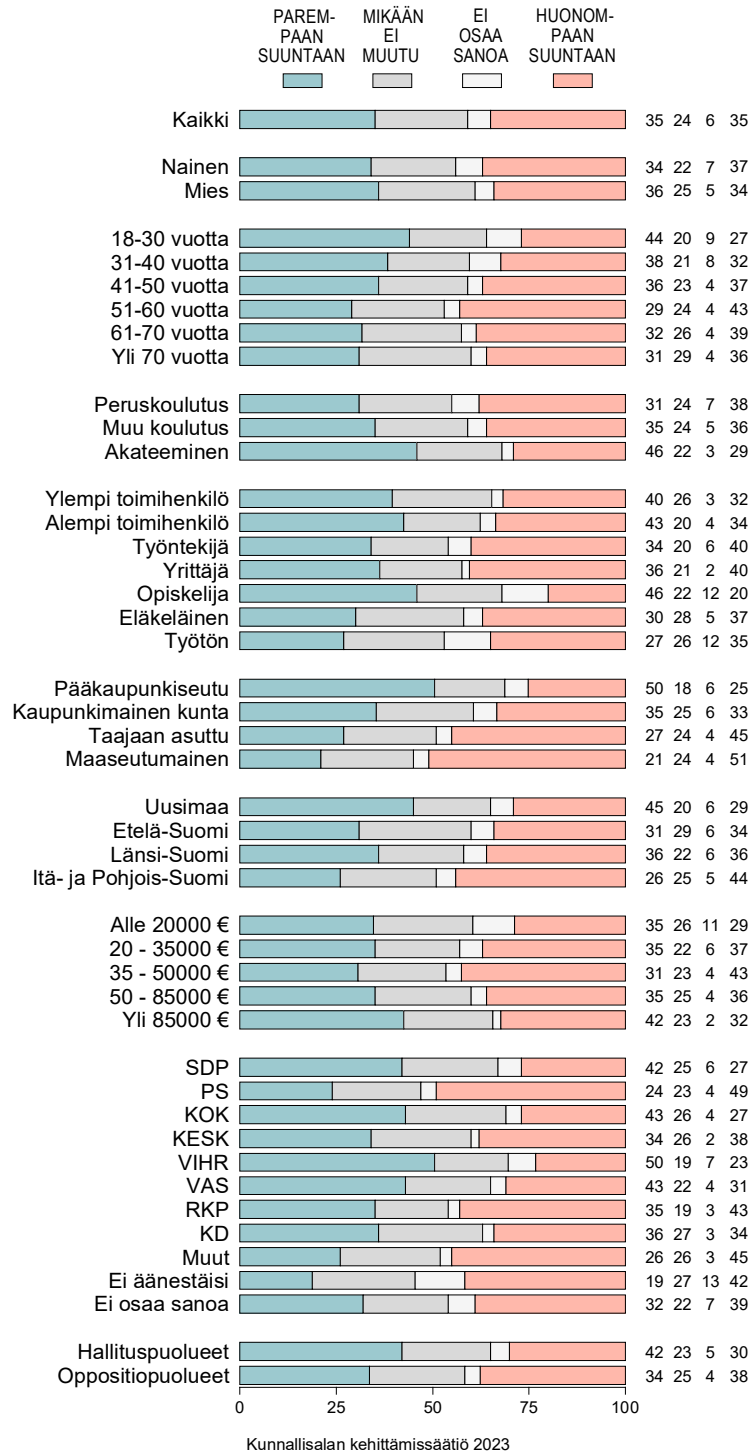 PAREM- MIKÄÄN EI HUONOM-
PAAN EI OSAA PAAN
SUUNTAAN MUUTU SANOA SUUNTAAN
Kaikki 35 24 6 35
Nainen 34 22 7 37
Mies 36 25 5 34
18-30 vuotta 44 20 9 27
31-40 vuotta 38 21 8 32
41-50 vuotta 36 23 4 37
51-60 vuotta 29 24 4 43
61-70 vuotta 32 26 4 39
Yli 70 vuotta 31 29 4 36
Peruskoulutus 31 24 7 38
Muu koulutus 35 24 5 36
Akateeminen 46 22 3 29
Ylempi toimihenkilö 40 26 3 32
Alempi toimihenkilö 43 20 4 34
Työntekijä 34 20 6 40
Yrittäjä 36 21 2 40
Opiskelija 46 22 12 20
Eläkeläinen 30 28 5 37
Työtön 27 26 12 35
Pääkaupunkiseutu 50 18 6 25
Kaupunkimainen kunta 35 25 6 33
Taajaan asuttu 27 24 4 45
Maaseutumainen 21 24 4 51
Uusimaa 45 20 6 29
Etelä-Suomi 31 29 6 34
Länsi-Suomi 36 22 6 36
Itä- ja Pohjois-Suomi 26 25 5 44
Alle 20000 € 35 26 11 29
20 - 35000 € 35 22 6 37
35 - 50000 € 31 23 4 43
50 - 85000 € 35 25 4 36
Yli 85000 € 42 23 2 32
SDP 42 25 6 27
PS 24 23 4 49
KOK 43 26 4 27
KESK 34 26 2 38
VIHR 50 19 7 23
VAS 43 22 4 31
RKP 35 19 3 43
KD 36 27 3 34
Muut 26 26 3 45
Ei äänestäisi 19 27 13 42
Ei osaa sanoa 32 22 7 39
Hallituspuolueet 42 23 5 30
Oppositiopuolueet 34 25 4 38
0 25 50 75 100
Kunnallisalan kehittämissäätiö 2023